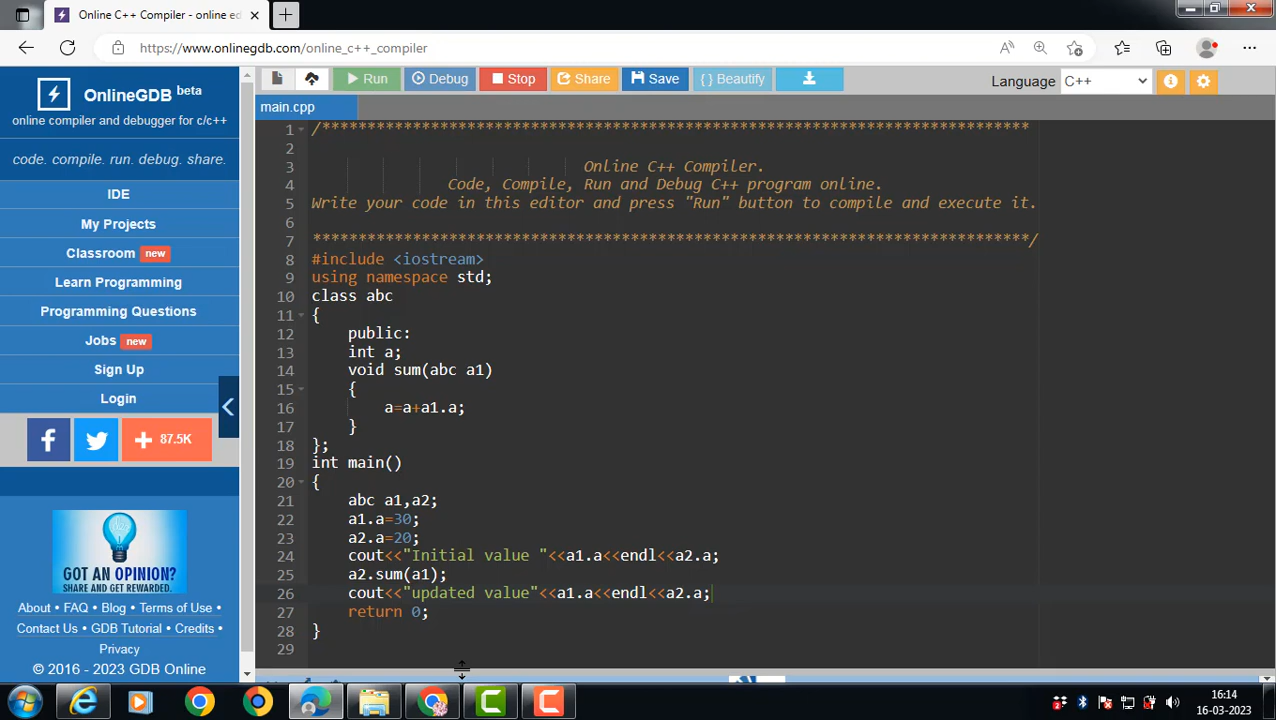 Online C++ Compiler - online edi
https://www.onlinegdb.com/online_c++_compiler
OnlineGDB beta
online compiler and debugger for c/c++
code. compile. run. debug. share.
IDE
My Projects
Classroom new
Learn Programming
Programming Questions
Jobs new
Sign Up
Login
87.5K
GOT AN OPINION?
SHARE AND GET REWARDED
About • FAQ • Blog • Terms of Use •
Contact Us • GDB Tutorial • Credits •
Privacy
© 2016 - 2023 GDB Online
Run Debug Stop Share Save { } Beautify
Language C++
main.cpp
1 /******************************************************************************
2
3 Online C++ Compiler.
4 Code, Compile, Run and Debug C++ program online.
5 Write your code in this editor and press "Run" button to compile and execute it.
6
7 *******************************************************************************/
8 #include <iostream>
9 using namespace std;
10 class abc
11 {
12 public:
13 int a;
14 void sum(abc a1)
15 {
16 a=a+a1.a;
17 }
18 };
19 int main()
20 {
21 abc a1,a2;
22 a1.a=30;
23 a2.a=20;
24 cout<<"Initial value "<<a1.a<<endl<<a2.a;
25 a2.sum(a1);
26 cout<<"updated value"<<a1.a<<endl<<a2.a;
27 return 0;
28 }
29
16:14
16-03-2023